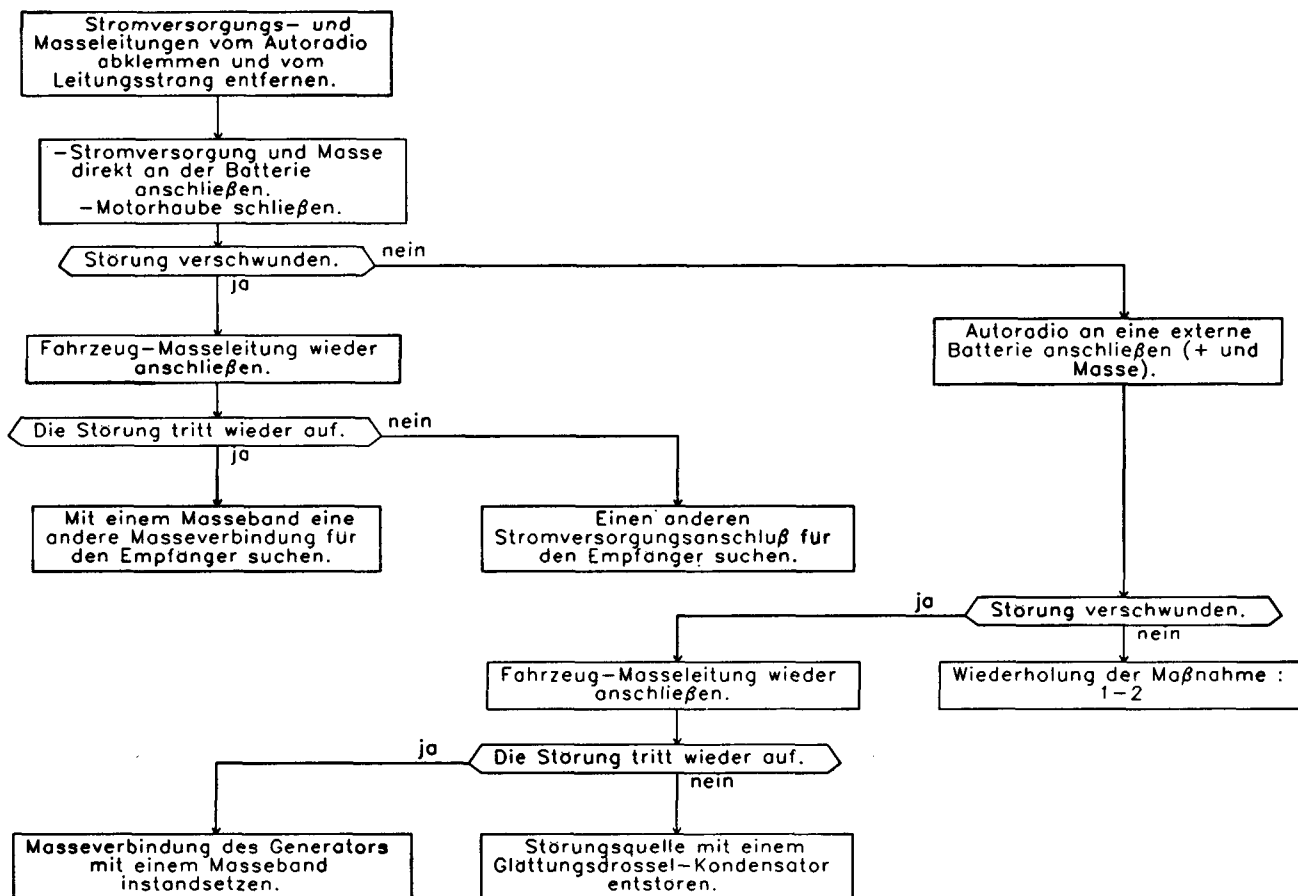 Stromversorgungs- und
Masseleitungen vom Autoradio
abklemmen und vom
Leitungsstrang entfernen.
-Stromversorgung und Masse
direkt an der Batterie
anschließen.
-Motorhaube schließen.
Störung verschwunden.
nein
ja
Fahrzeug-Masseleitung wieder
anschließen.
Autoradio an eine externe
Batterie anschließen (+ und
Masse).
Die Störung tritt wieder auf.
nein
ja
Mit einem Masseband eine
andere Masseverbindung für
den Empfänger suchen.
Einen anderen
Stromversorgungsanschluß für
den Empfänger suchen.
ja
Störung verschwunden.
nein
Fahrzeug-Masseleitung wieder
anschließen.
Wiederholung der Maßnahme :
1-2
ja
Die Störung tritt wieder auf.
nein
Masseverbindung des Generators
mit einem Masseband
instandsetzen.
Störungsquelle mit einem
Glättungsdrossel-Kondensator
entstören.